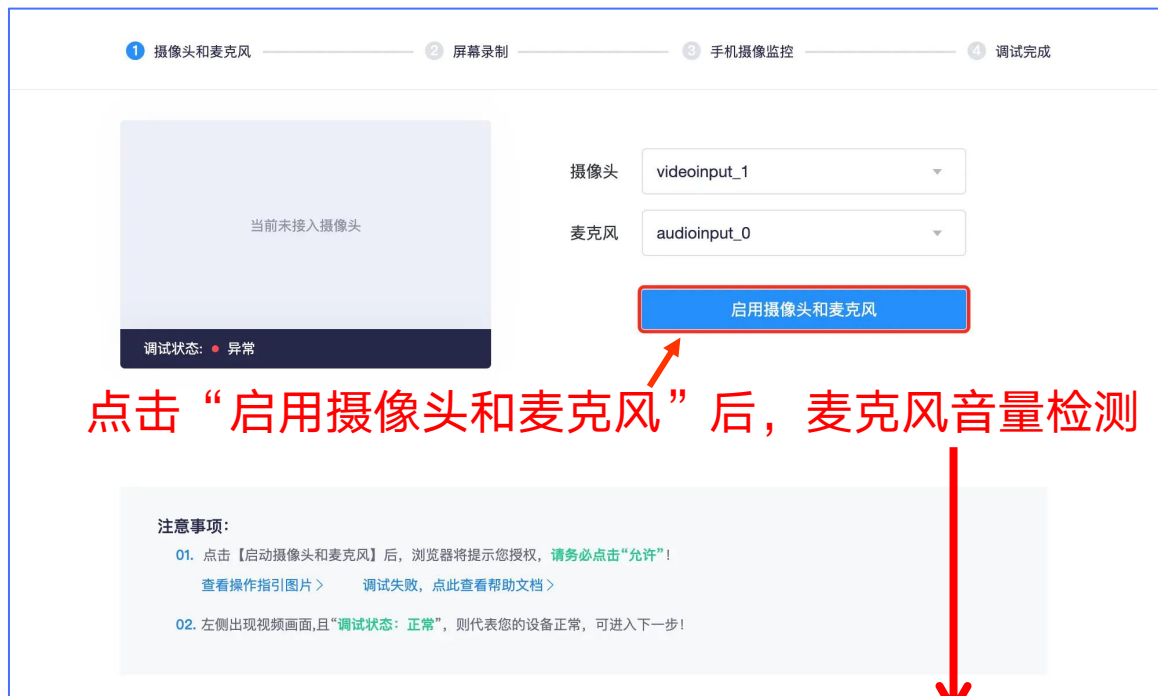 1 摄像头和麦克风 2 屏幕录制 3 手机摄像监控 4 调试完成
当前未接入摄像头
调试状态: 异常
摄像头 videoinput_1
麦克风 audioinput_0
启用摄像头和麦克风
点击“启用摄像头和麦克风”后，麦克风音量检测
注意事项：
01. 点击【启动摄像头和麦克风】后，浏览器将提示您授权，请务必点击“允许”！
查看操作指引图片> 调试失败，点此查看帮助文档>
02. 左侧出现视频画面,且“调试状态：正常”，则代表您的设备正常，可进入下一步！